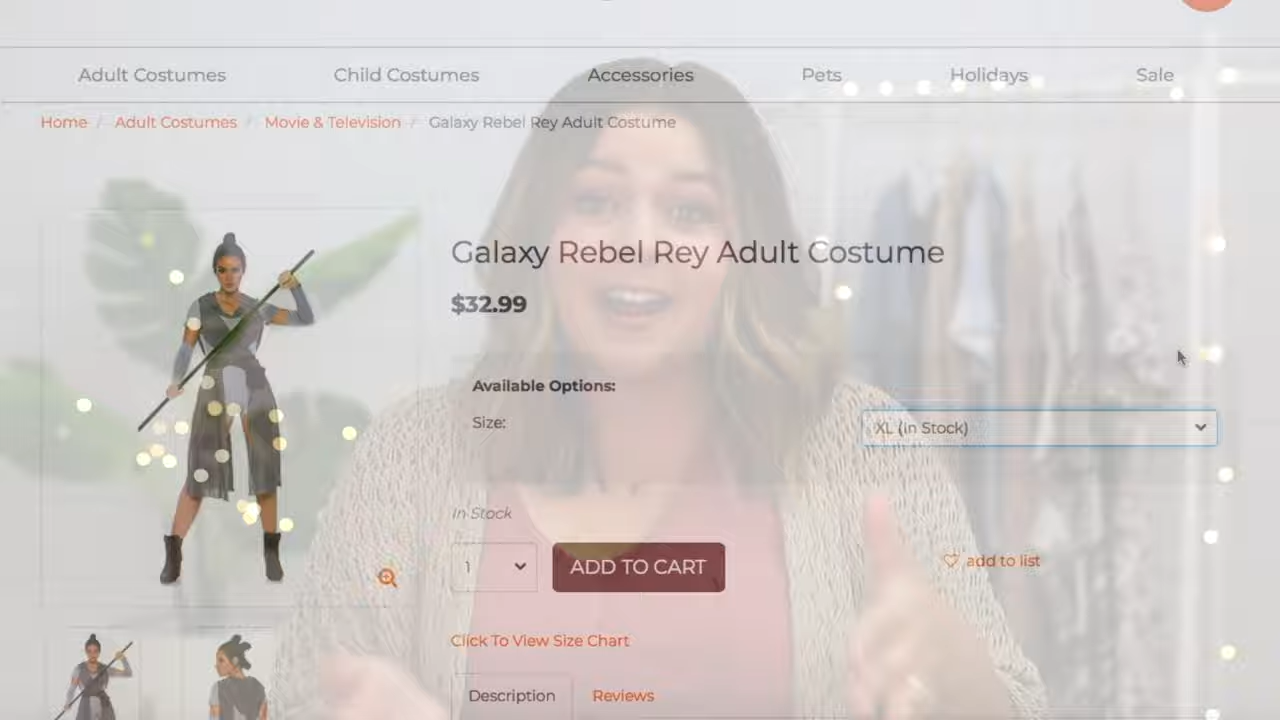 Adult Costumes Child Costumes Accessories Pets Holidays Sale
Home / Adult Costumes / Movie & Television / Galaxy Rebel Rey Adult Costume
Galaxy Rebel Rey Adult Costume
$32.99
Available Options:
Size:
XL (In Stock)
In Stock
1
ADD TO CART
add to list
Click To View Size Chart
Description Reviews